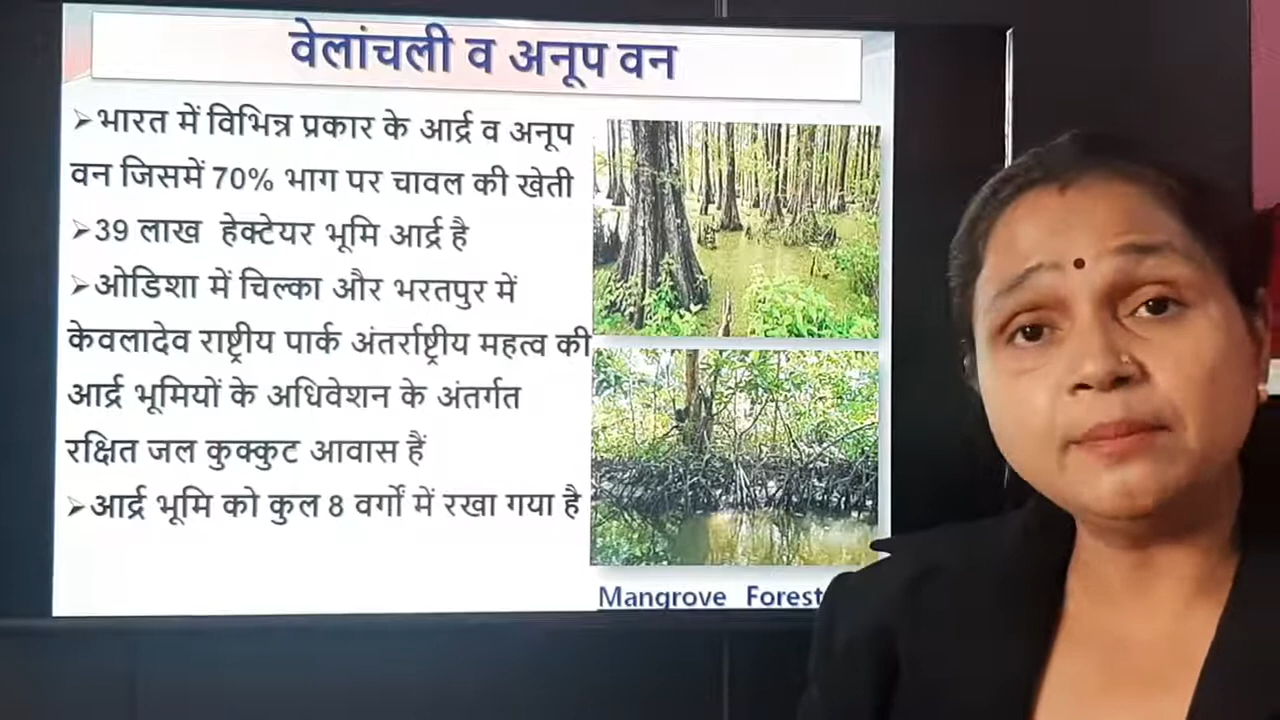 वेलांचली व अनूप वन
➢भारत में विभिन्न प्रकार के आर्द्र व अनूप
वन जिसमें 70% भाग पर चावल की खेती
➢39 लाख हेक्टेयर भूमि आर्द्र है
➢ओडिशा में चिल्का और भरतपुर में
केवलादेव राष्ट्रीय पार्क अंतर्राष्ट्रीय महत्व की
आर्द्र भूमियों के अधिवेशन के अंतर्गत
रक्षित जल कुक्कुट आवास हैं
➢आर्द्र भूमि को कुल 8 वर्गों में रखा गया है
Mangrove Forest